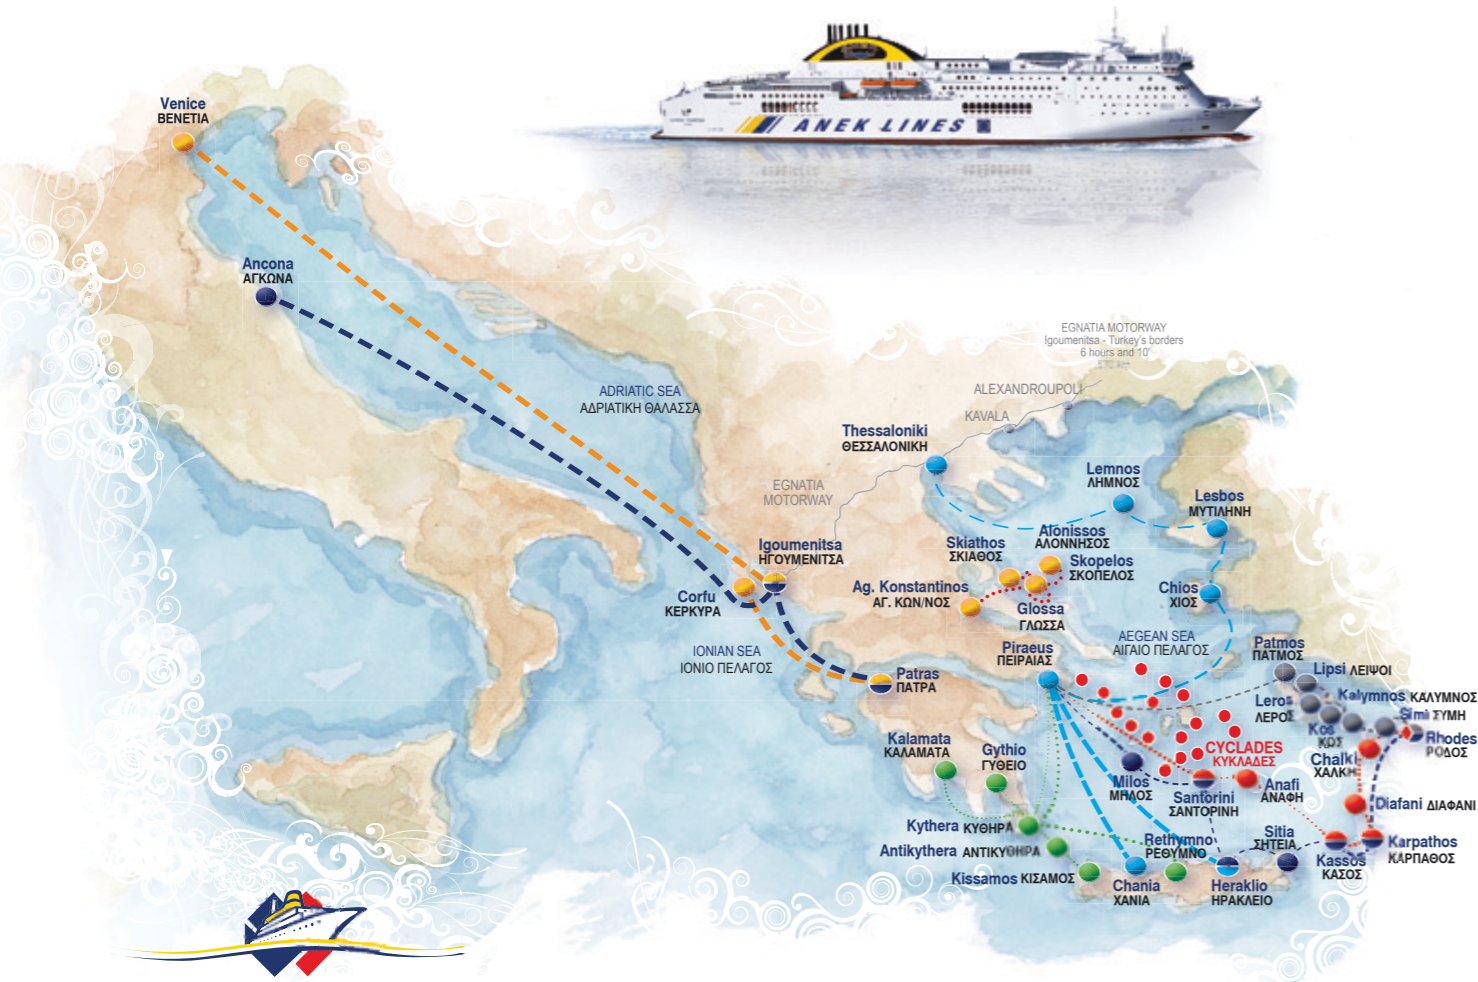 ANEK LINES
Venice
ΒΕΝΕΤΙΑ
Ancona
ΑΓΚΩΝΑ
EGNATIA MOTORWAY
Igoumenitsa - Turkey's borders
6 hours and 10'
ADRIATIC SEA
ΑΔΡΙΑΤΙΚΗ ΘΑΛΑΣΣΑ
ALEXANDROUPOLI
KAVALA
Thessaloniki
ΘΕΣΣΑΛΟΝΙΚΗ
EGNATIA
MOTORWAY
Lemnos
ΛΗΜΝΟΣ
Lesbos
ΜΥΤΙΛΗΝΗ
Igoumenitsa
ΗΓΟΥΜΕΝΙΤΣΑ
Skiathos
ΣΚΙΑΘΟΣ
Alonissos
ΑΛΟΝΝΗΣΟΣ
Skopelos
ΣΚΟΠΕΛΟΣ
Corfu
ΚΕΡΚΥΡΑ
Ag. Konstantinos
ΑΓ. ΚΩΝ/ΝΟΣ
Glossa
ΓΛΩΣΣΑ
Chios
ΧΙΟΣ
IONIAN SEA
ΙΟΝΙΟ ΠΕΛΑΓΟΣ
AEGEAN SEA
ΑΙΓΑΙΟ ΠΕΛΑΓΟΣ
Piraeus
ΠΕΙΡΑΙΑΣ
Patras
ΠΑΤΡΑ
Patmos
ΠΑΤΜΟΣ
Lipsi ΛΕΙΨΟΙ
Leros
ΛΕΡΟΣ
Kalymnos ΚΑΛΥΜΝΟΣ
Kos
ΚΩΣ
Simi ΣΥΜΗ
Rhodes
ΡΟΔΟΣ
Kalamata
ΚΑΛΑΜΑΤΑ
Gythio
ΓΥΘΕΙΟ
CYCLADES
ΚΥΚΛΑΔΕΣ
Chalki
ΧΑΛΚΗ
Milos
ΜΗΛΟΣ
Santorini
ΣΑΝΤΟΡΙΝΗ
Anafi
ΑΝΑΦΗ
Diafani ΔΙΑΦΑΝΙ
Kythera ΚΥΘΗΡΑ
Antikythera ΑΝΤΙΚΥΘΗΡΑ
Rethymno
ΡΕΘΥΜΝΟ
Sitia
ΣΗΤΕΙΑ
Karpathos
ΚΑΡΠΑΘΟΣ
Kassos
ΚΑΣΟΣ
Kissamos ΚΙΣΑΜΟΣ
Chania
ΧΑΝΙΑ
Heraklio
ΗΡΑΚΛΕΙΟ